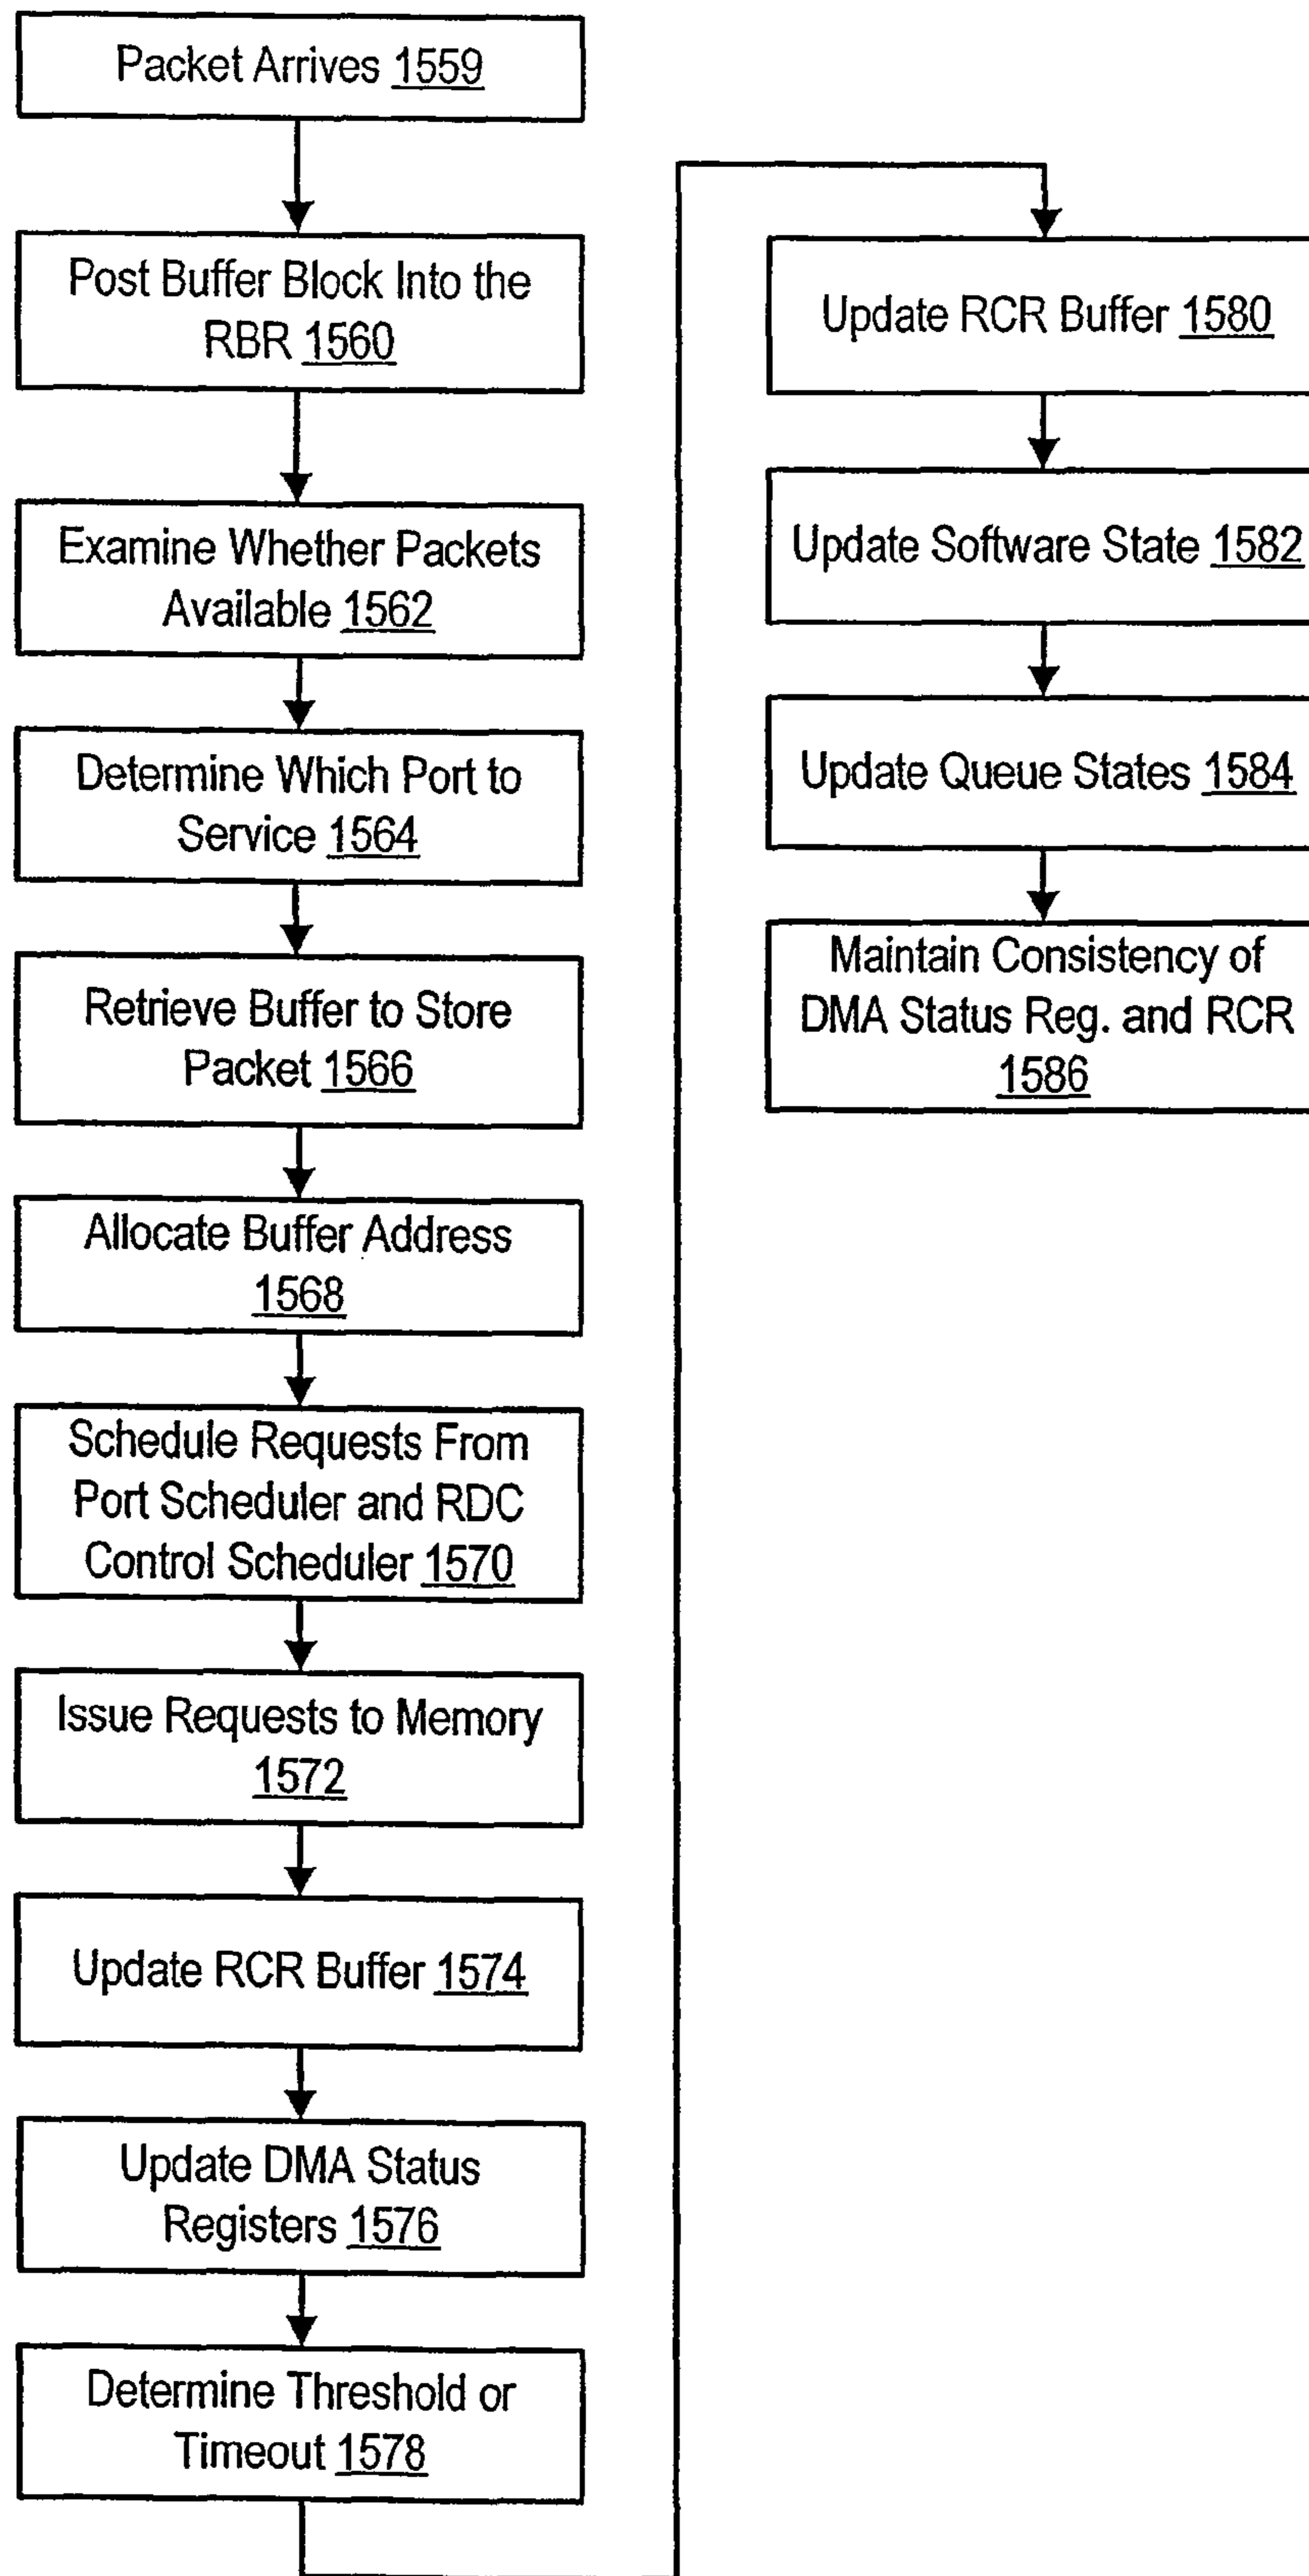 Packet Arrives 1559
Post Buffer Block Into the
RBR 1560
Examine Whether Packets
Available 1562
Determine Which Port to
Service 1564
Retrieve Buffer to Store
Packet 1566
Allocate Buffer Address
1568
Schedule Requests From
Port Scheduler and RDC
Control Scheduler 1570
Issue Requests to Memory
1572
Update RCR Buffer 1574
Update DMA Status
Registers 1576
Determine Threshold or
Timeout 1578
Update RCR Buffer 1580
Update Software State 1582
Update Queue States 1584
Maintain Consistency of
DMA Status Reg. and RCR
1586